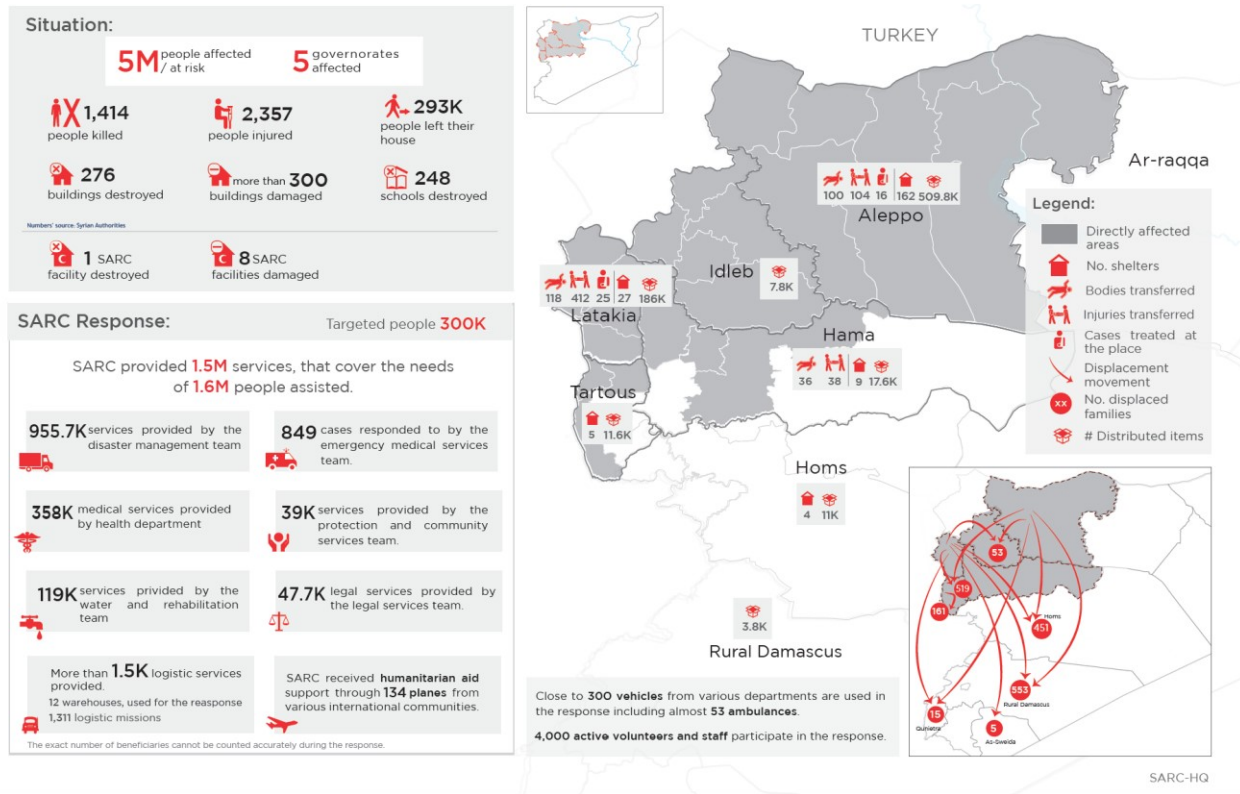 Situation:
5M people affected / at risk
5 governorates affected
1,414 people killed
2,357 people injured
293K people left their house
276 buildings destroyed
more than 300 buildings damaged
248 schools destroyed
Numbers' source: Syrian Authorities
1 SARC facility destroyed
8 SARC facilities damaged
SARC Response:
Targeted people 300K
SARC provided 1.5M services, that cover the needs
of 1.6M people assisted.
955.7K services provided by the
disaster management team
849 cases responded to by the
emergency medical services
team.
358K medical services provided
by health department
39K services provided by the
protection and community
services team.
119K services privided by the
water and rehabilitation
team
47.7K legal services provided by
the legal services team.
More than 1.5K logistic services
provided.
12 warehouses, used for the reasponse
1,311 logistic missions
SARC received humanitarian aid
support through 134 planes from
various international communities.
The exact number of beneficiaries cannot be counted accurately during the response.
TURKEY
Ar-raqqa
100 104 16 162 509.8K
Aleppo
Idleb
7.8K
118 412 25 27 186K
Latakia
Hama
36 38 9 17.6K
Tartous
5 11.6K
Homs
4 11K
3.8K
Rural Damascus
Legend:
Directly affected
areas
No. shelters
Bodies transferred
Injuries transferred
Cases treated at
the place
Displacement
movement
xx No. displaced
families
# Distributed items
53
519
161
Homs
451
553
Rural Damascus
15
Qunietra
5
As-Sweida
Close to 300 vehicles from various departments are used in
the response including almost 53 ambulances.
4,000 active volunteers and staff participate in the response.
SARC-HQ